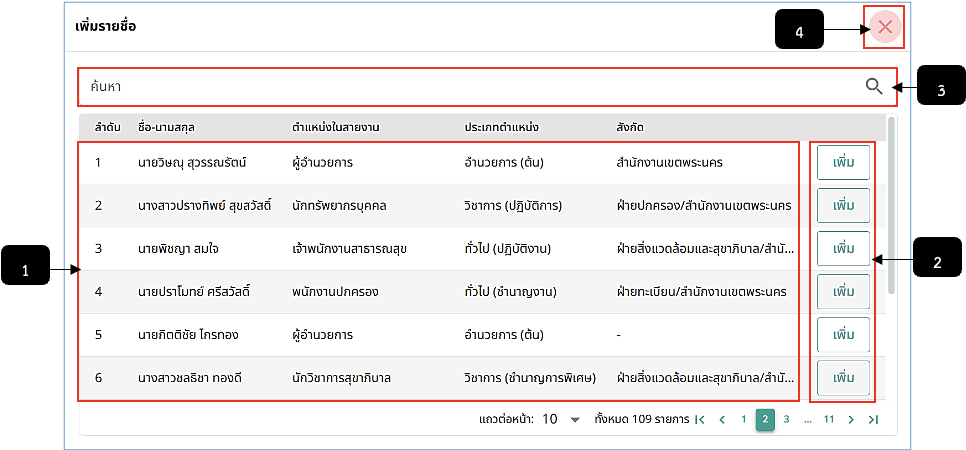 เพิ่มรายชื่อ
4
ค้นหา
3
ลำดับ ชื่อ-นามสกุล ตำแหน่งในสายงาน ประเภทตำแหน่ง สังกัด
1 นายวิษณุ สุวรรณรัตน์ ผู้อำนวยการ อำนวยการ (ต้น) สำนักงานเขตพระนคร เพิ่ม
2 นางสาวปรางทิพย์ สุขสวัสดิ์ นักทรัพยากรบุคคล วิชาการ (ปฏิบัติการ) ฝ่ายปกครอง/สำนักงานเขตพระนคร เพิ่ม
3 นายพิชญา สมใจ เจ้าพนักงานสาธารณสุข ทั่วไป (ปฏิบัติงาน) ฝ่ายสิ่งแวดล้อมและสุขาภิบาล/สำนั... เพิ่ม
1
2
4 นายปราโมทย์ ศรีสวัสดิ์ พนักงานปกครอง ทั่วไป (ชำนาญงาน) ฝ่ายทะเบียน/สำนักงานเขตพระนคร เพิ่ม
5 นายกิตติชัย ไกรทอง ผู้อำนวยการ อำนวยการ (ต้น) - เพิ่ม
6 นางสาวชลธิชา ทองดี นักวิชาการสุขาภิบาล วิชาการ (ชำนาญการพิเศษ) ฝ่ายสิ่งแวดล้อมและสุขาภิบาล/สำนั... เพิ่ม
แถวต่อหน้า: 10 ทั้งหมด 109 รายการ 1 2 3 ... 11